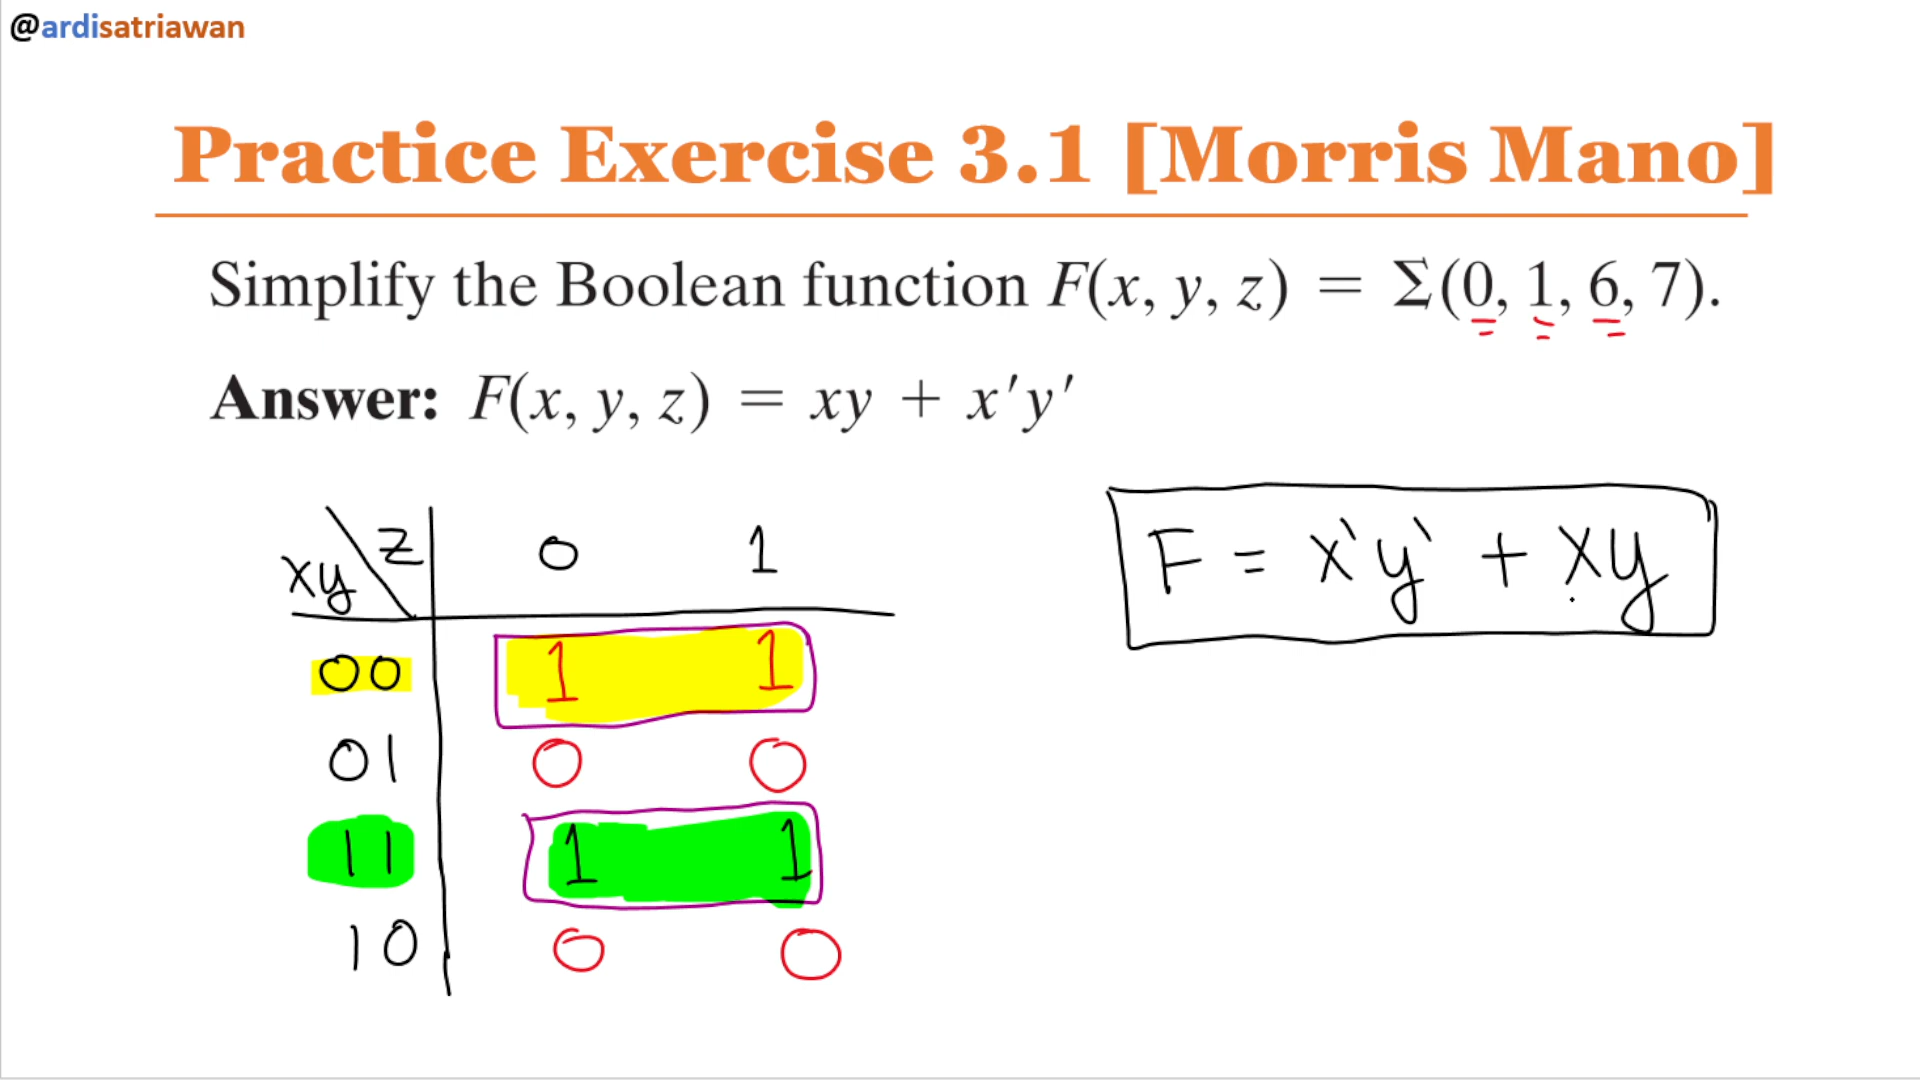 @ardisatriawan
Practice Exercise 3.1 [Morris Mano]
Simplify the Boolean function F(x, y, z) = Σ(0, 1, 6, 7).
Answer: F(x, y, z) = xy + x′y′
F = x`y` + xy
xy z 0 1
00 1 1
01 0 0
11 1 1
10 0 0